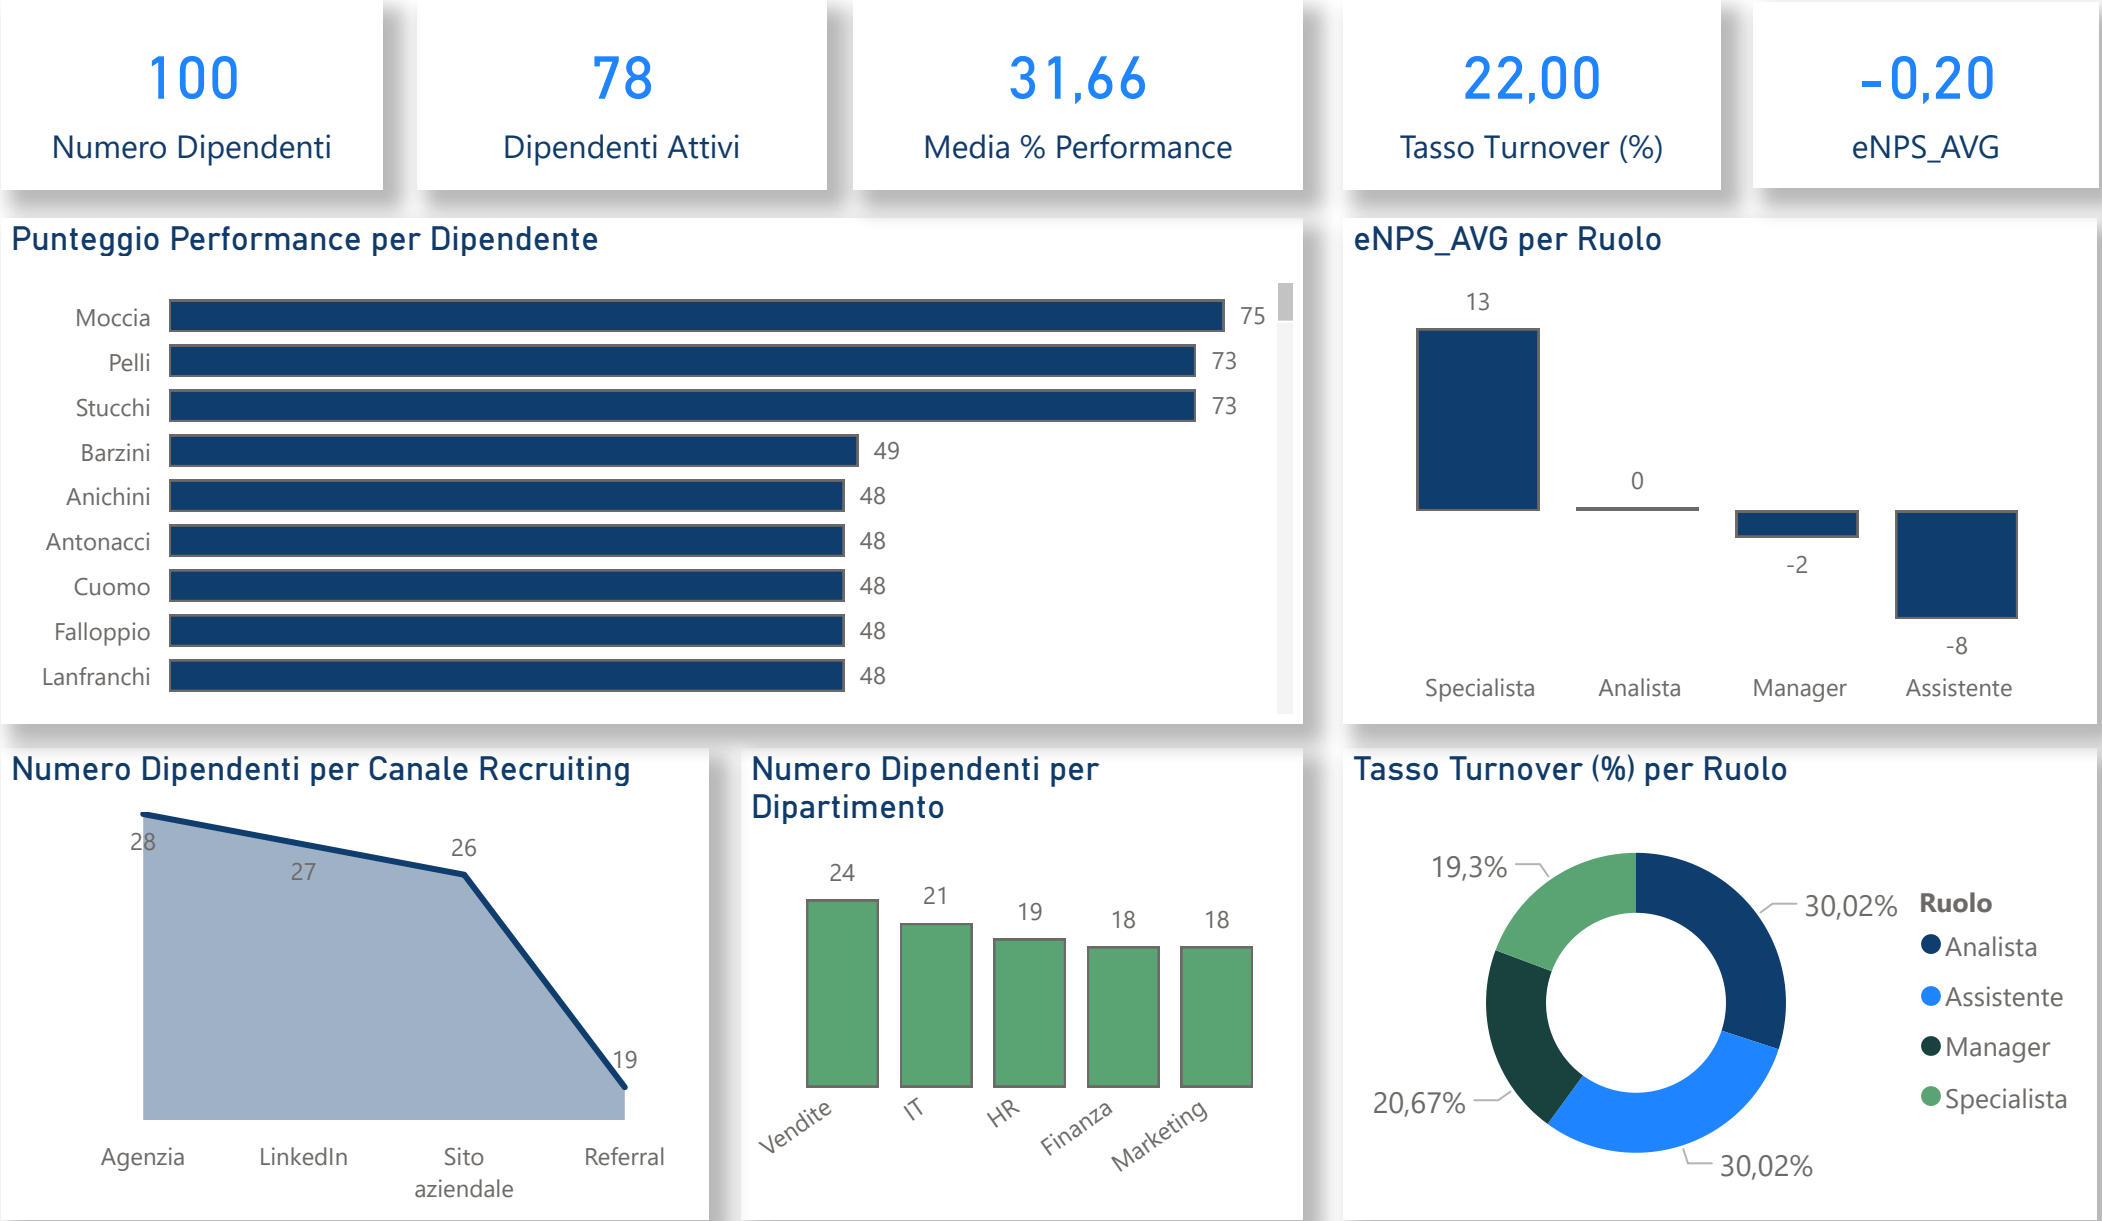 100
Numero Dipendenti
78
Dipendenti Attivi
31,66
Media % Performance
22,00
Tasso Turnover (%)
-0,20
eNPS_AVG
Punteggio Performance per Dipendente
Moccia 75
Pelli 73
Stucchi 73
Barzini 49
Anichini 48
Antonacci 48
Cuomo 48
Falloppio 48
Lanfranchi 48
eNPS_AVG per Ruolo
13
0
-2
-8
Specialista Analista Manager Assistente
Numero Dipendenti per Canale Recruiting
28
27
26
19
Agenzia LinkedIn Sito Referral
aziendale
Numero Dipendenti per
Dipartimento
24
21
19
18
18
Vendite IT HR Finanza Marketing
Tasso Turnover (%) per Ruolo
19,3%
30,02%
20,67%
30,02%
Ruolo
Analista
Assistente
Manager
Specialista